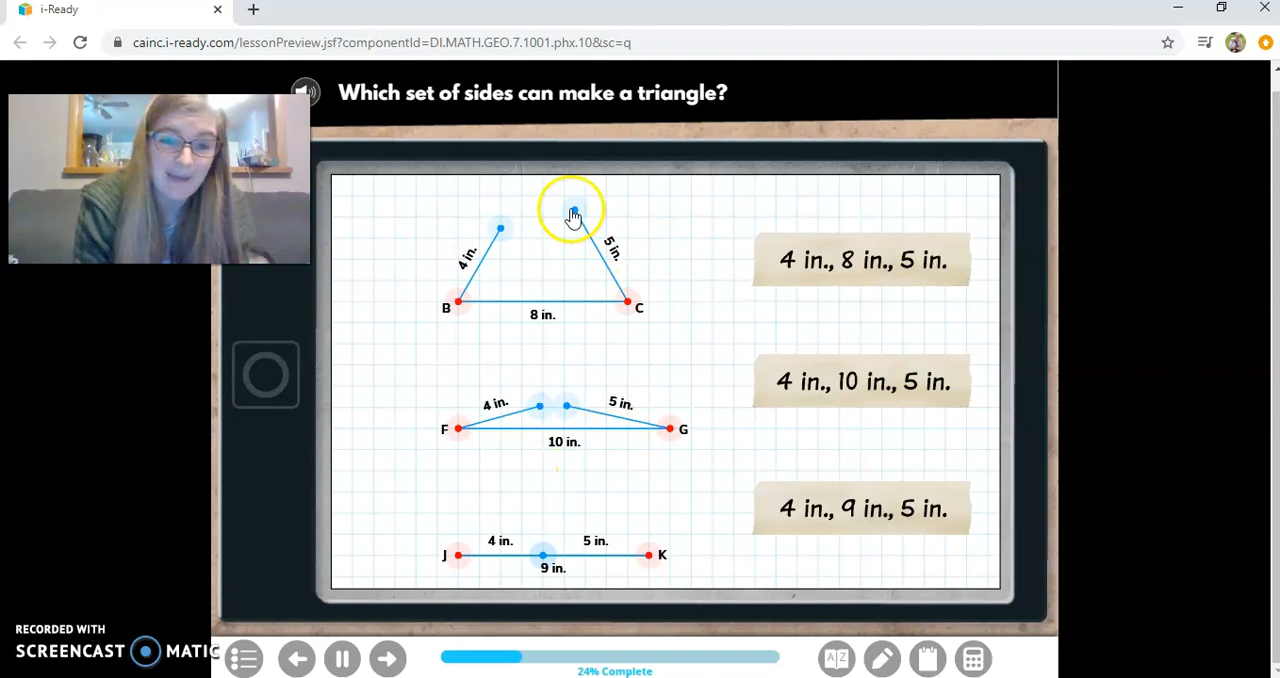 i-Ready
cainc.i-ready.com/lessonPreview.jsf?componentId=DI.MATH.GEO.7.1001.phx.10&sc=q
Which set of sides can make a triangle?
4 in.
5 in.
B
C
8 in.
4 in., 8 in., 5 in.
4 in.
5 in.
F
G
10 in.
4 in., 10 in., 5 in.
4 in., 9 in., 5 in.
4 in.
5 in.
J
K
9 in.
RECORDED WITH
SCREENCAST MATIC
24% Complete
A Z